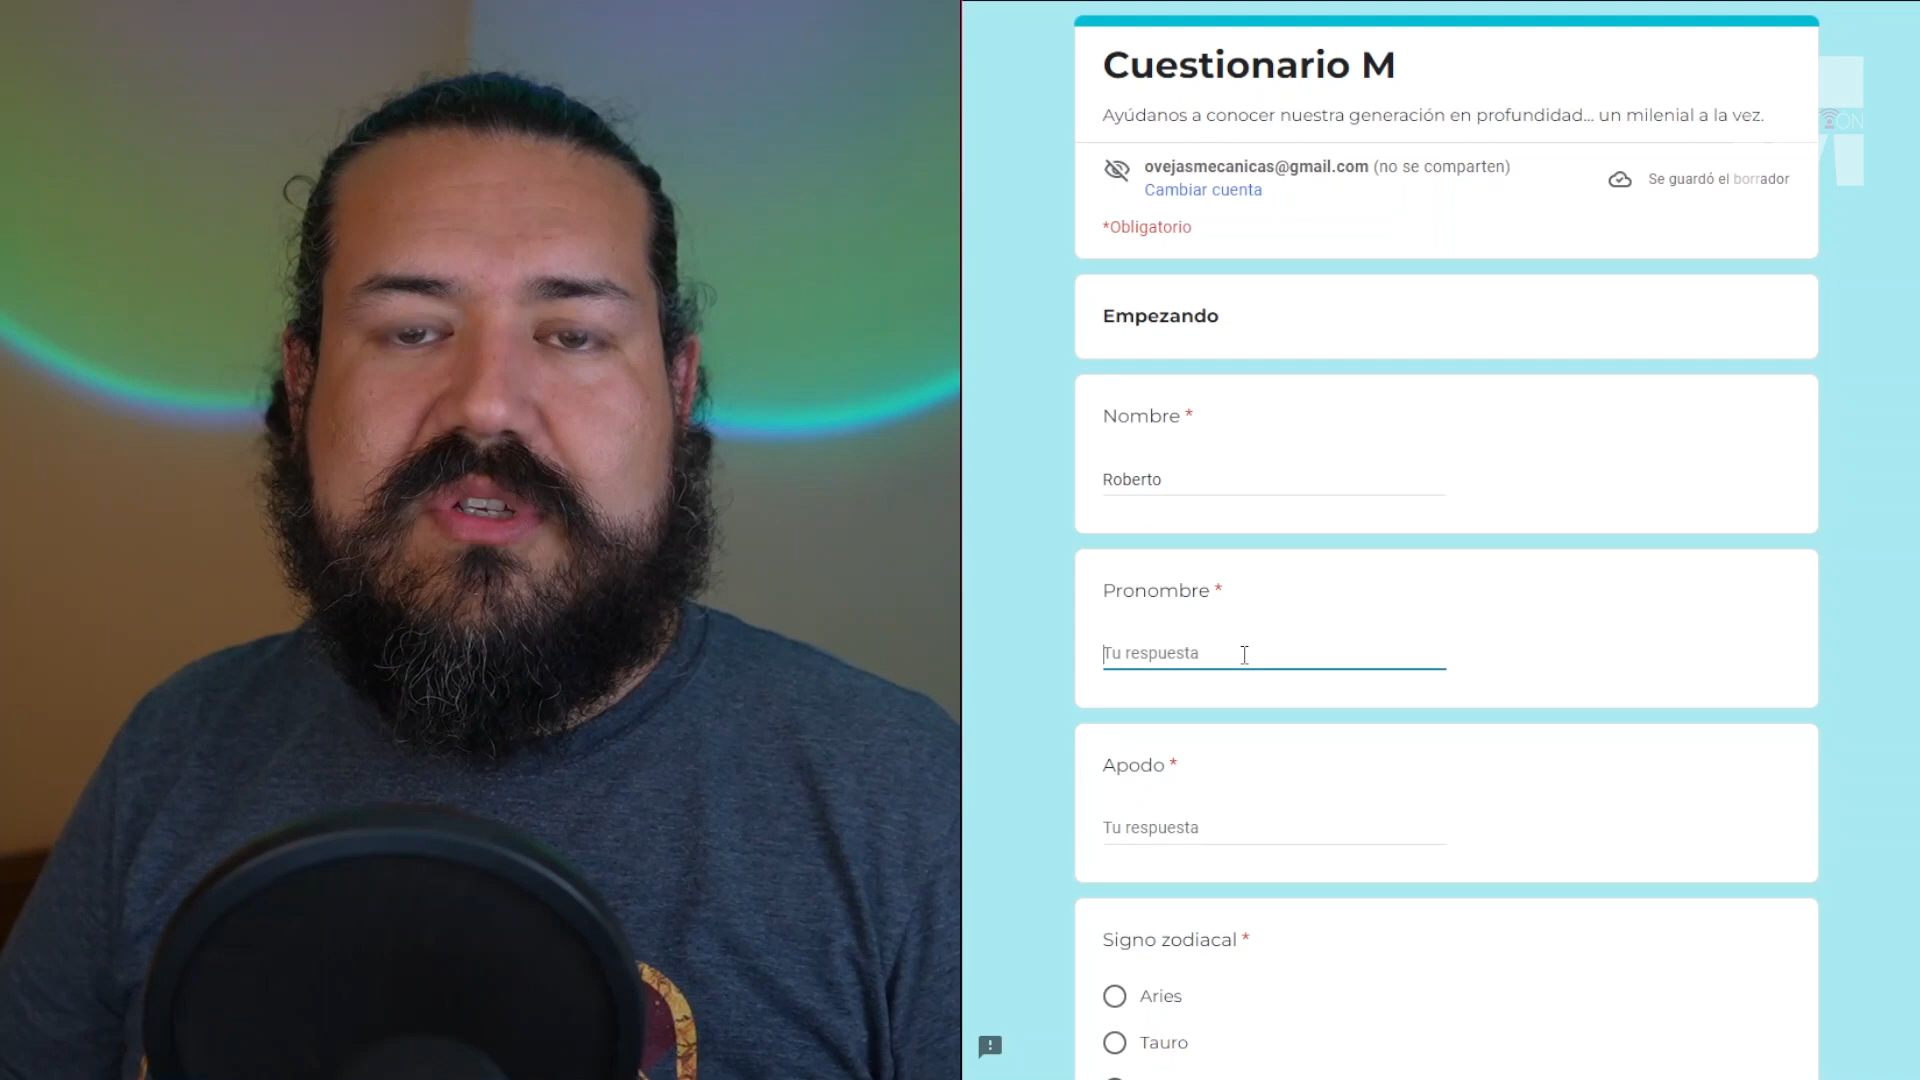 Cuestionario M
Ayúdanos a conocer nuestra generación en profundidad... un milenial a la vez.
ovejasmecanicas@gmail.com (no se comparten)
Cambiar cuenta
Se guardó el borrador
*Obligatorio
ON
Empezando
Nombre *
Roberto
Pronombre *
Tu respuesta
Apodo *
Tu respuesta
Signo zodiacal *
Aries
Tauro